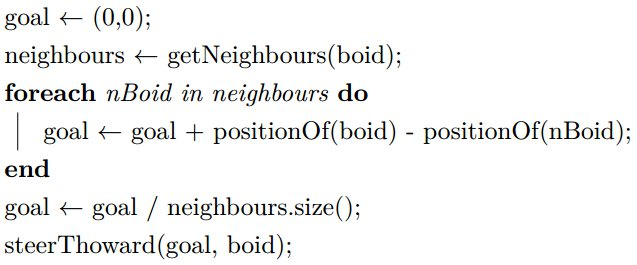 goal ← (0,0);
neighbours ← getNeighbours(boid);
foreach nBoid in neighbours do
goal ← goal + positionOf(boid) - positionOf(nBoid);
end
goal ← goal / neighbours.size();
steerThoward(goal, boid);